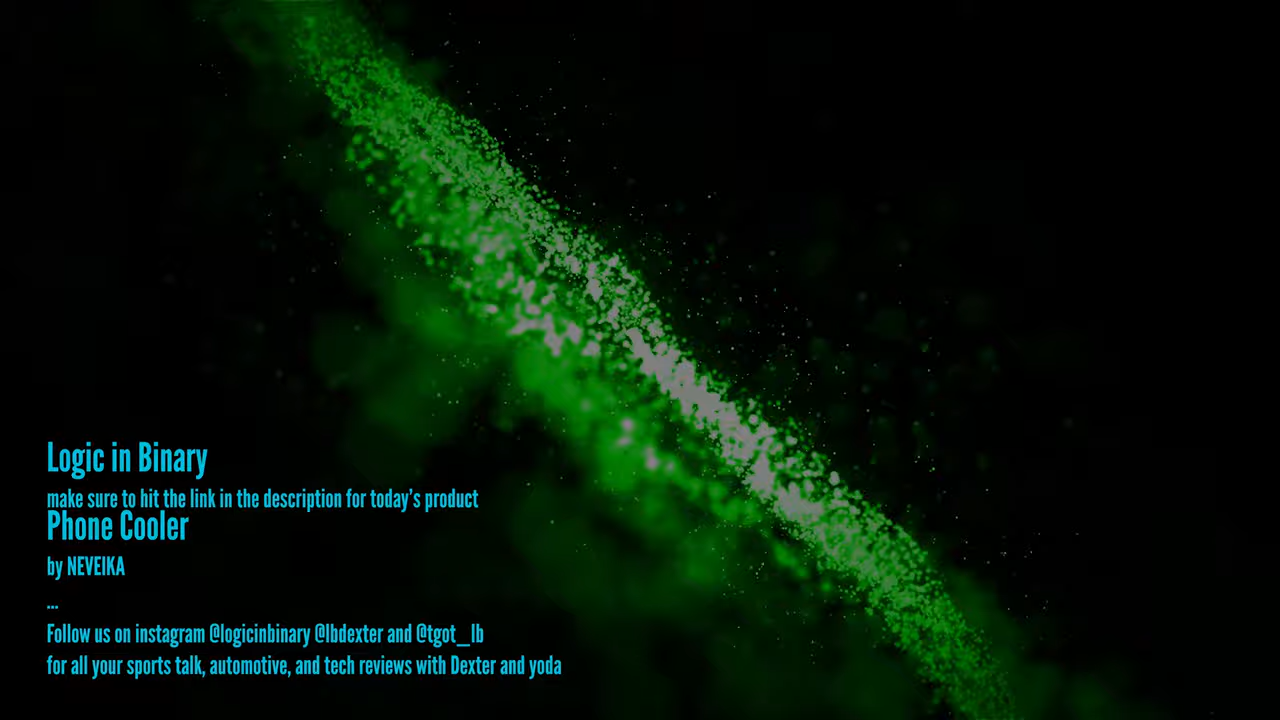 Logic in Binary
make sure to hit the link in the description for today's product
Phone Cooler
by NEVEIKA
...
Follow us on instagram @logicinbinary @lbdexter and @tgot_lb
for all your sports talk, automotive, and tech reviews with Dexter and yoda